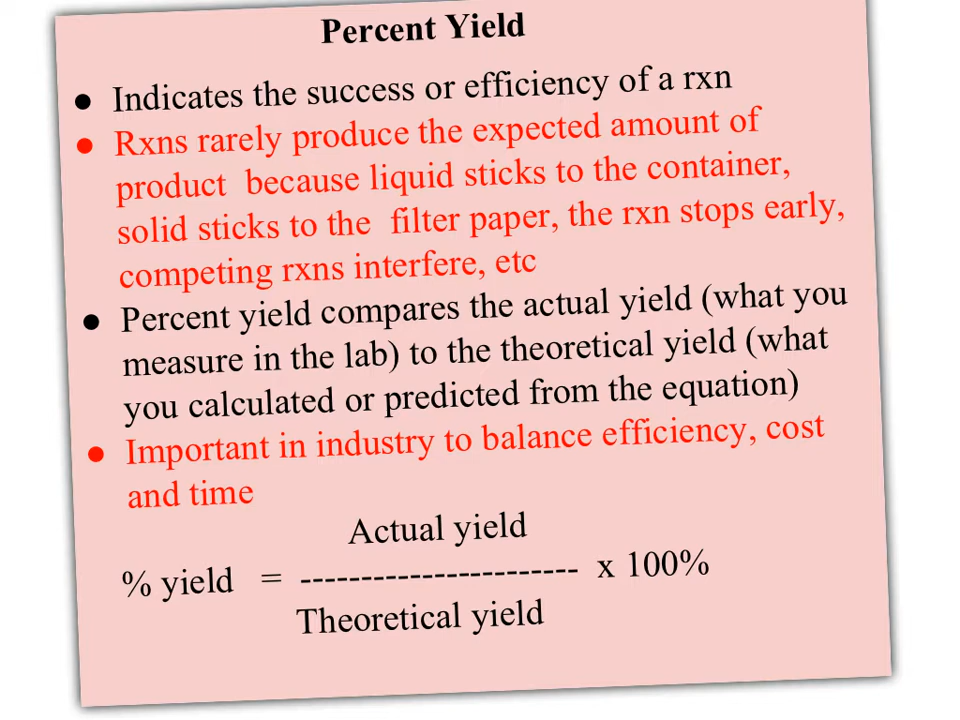 Percent Yield
● Indicates the success or efficiency of a rxn
● Rxns rarely produce the expected amount of
product because liquid sticks to the container,
solid sticks to the filter paper, the rxn stops early,
competing rxns interfere, etc
● Percent yield compares the actual yield (what you
measure in the lab) to the theoretical yield (what
you calculated or predicted from the equation)
● Important in industry to balance efficiency, cost
and time
Actual yield
% yield = ----------------------- x 100%
Theoretical yield